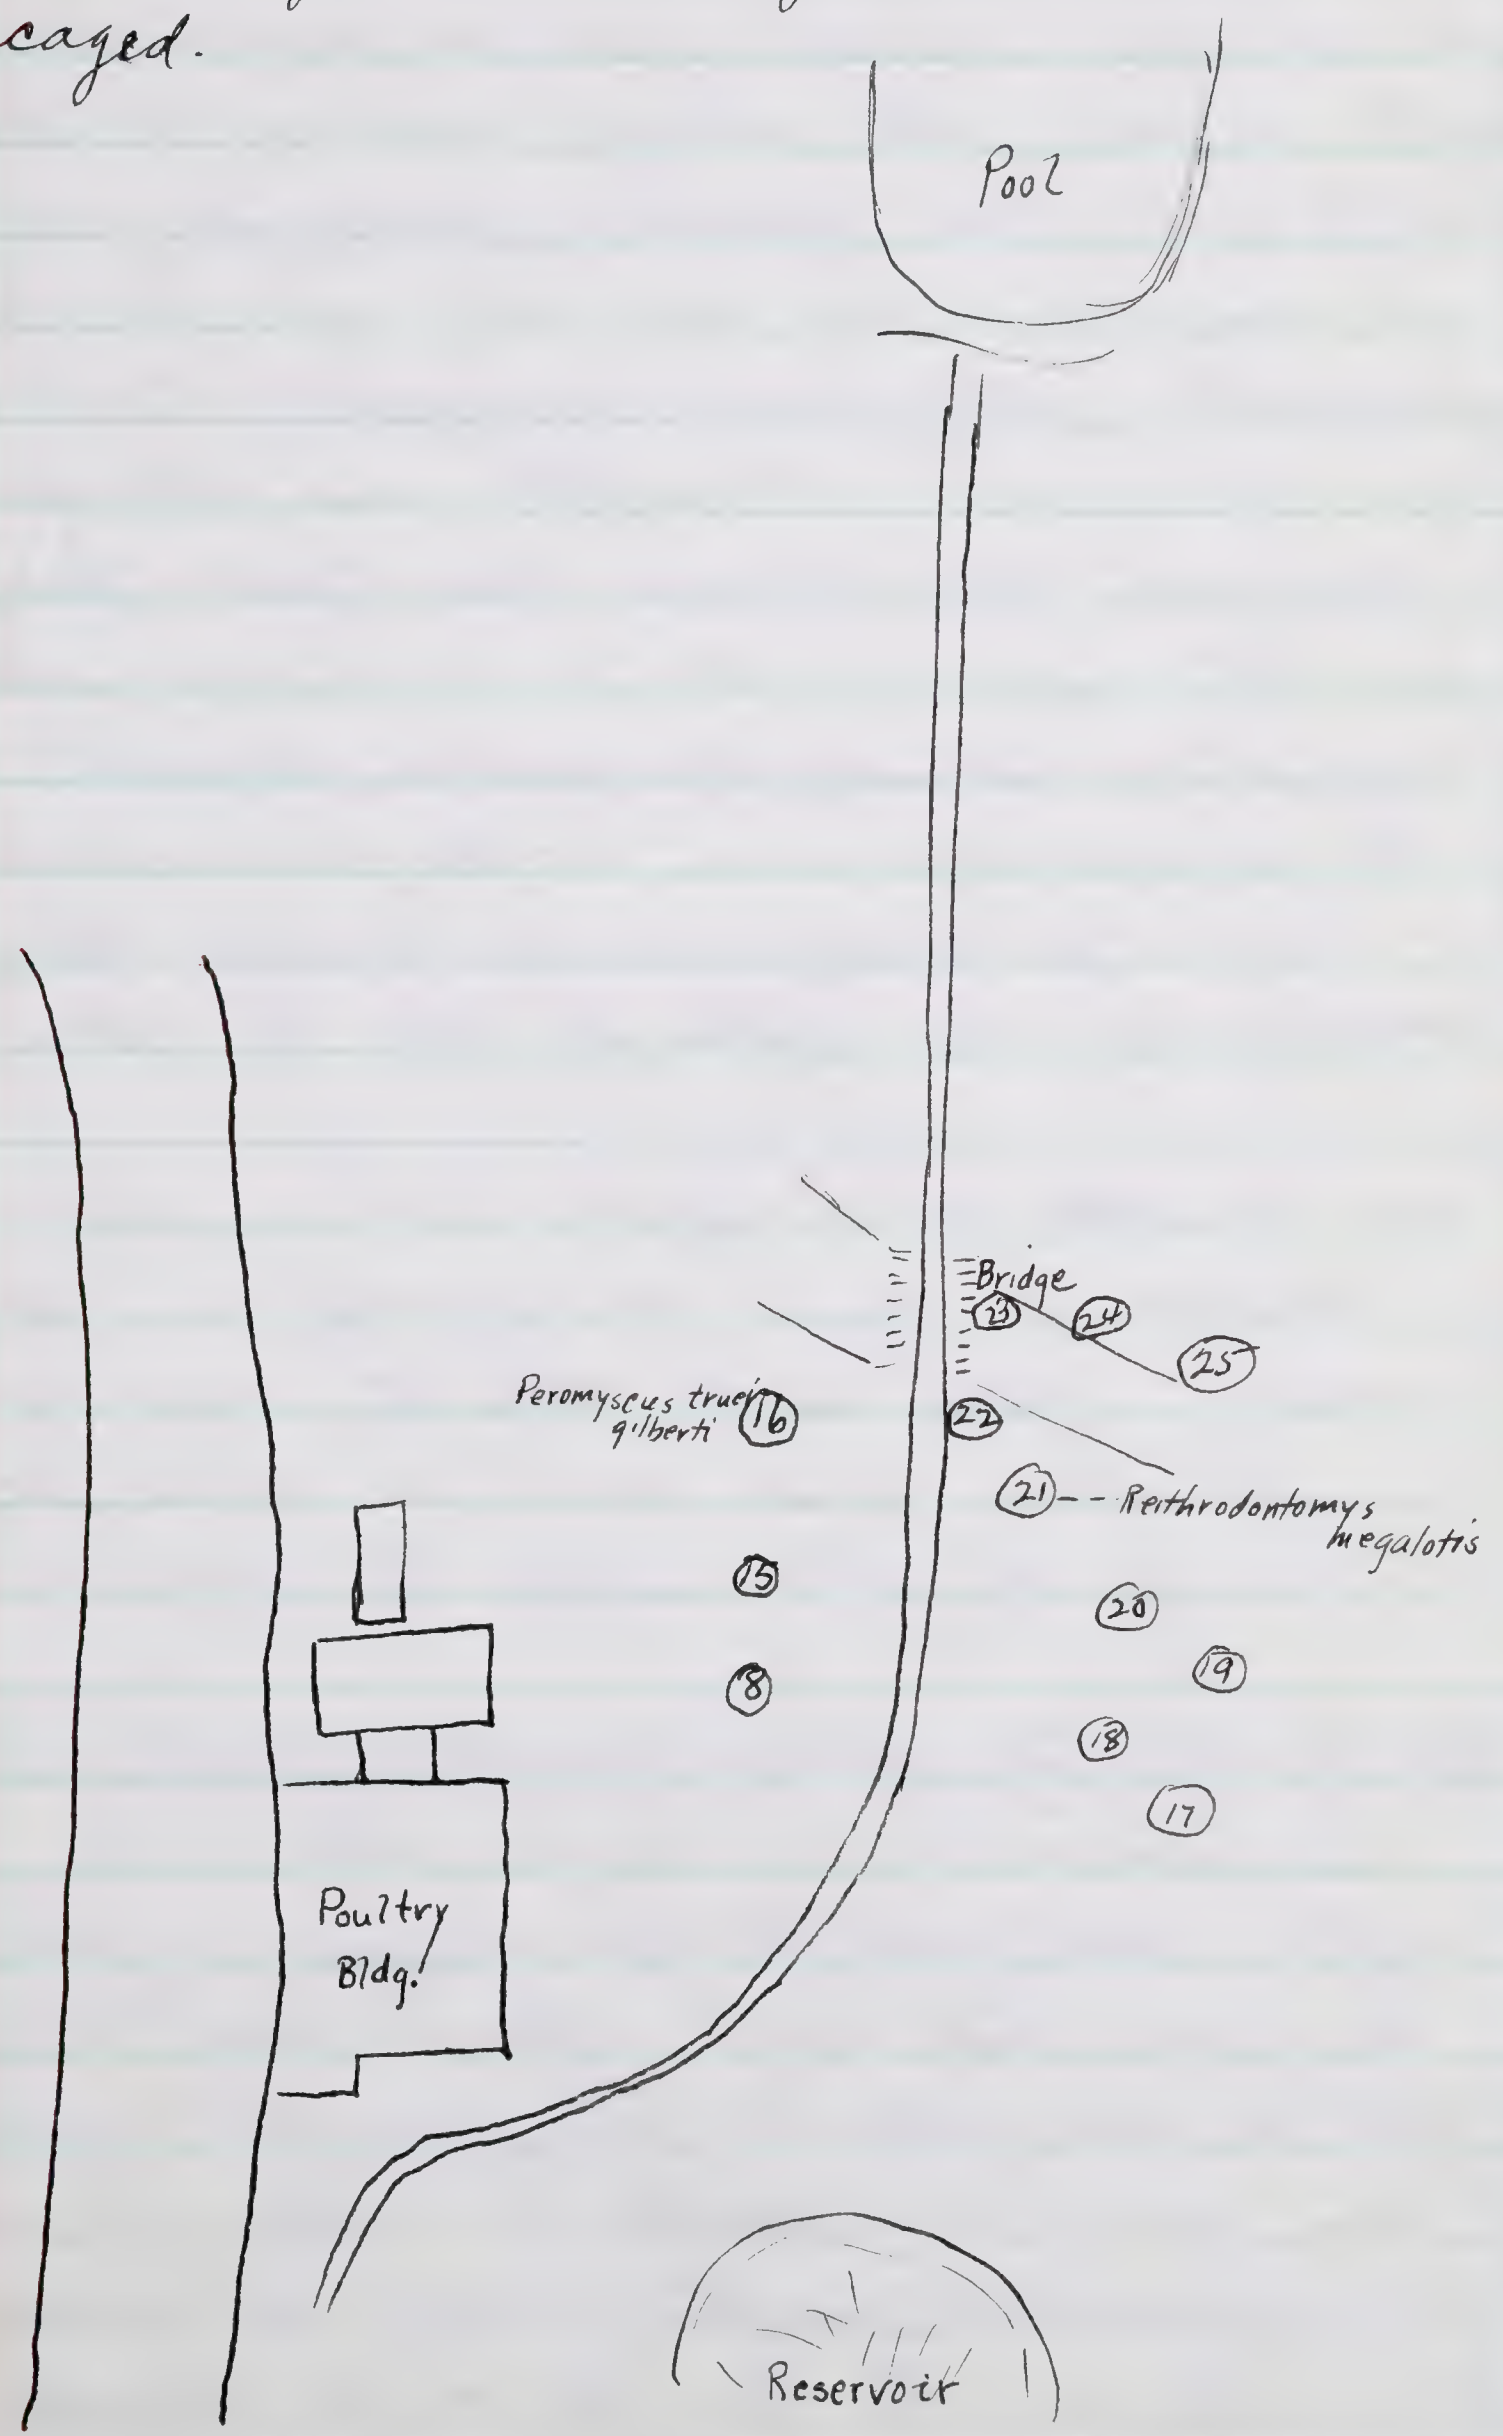 caged.
Pool
Bridge
23
24
25
Peromyscus truei
gilberti
16
22
21 -- Reithrodontomys
megalotis
15
20
8
19
18
17
Poultry
Bldg.
Reservoir